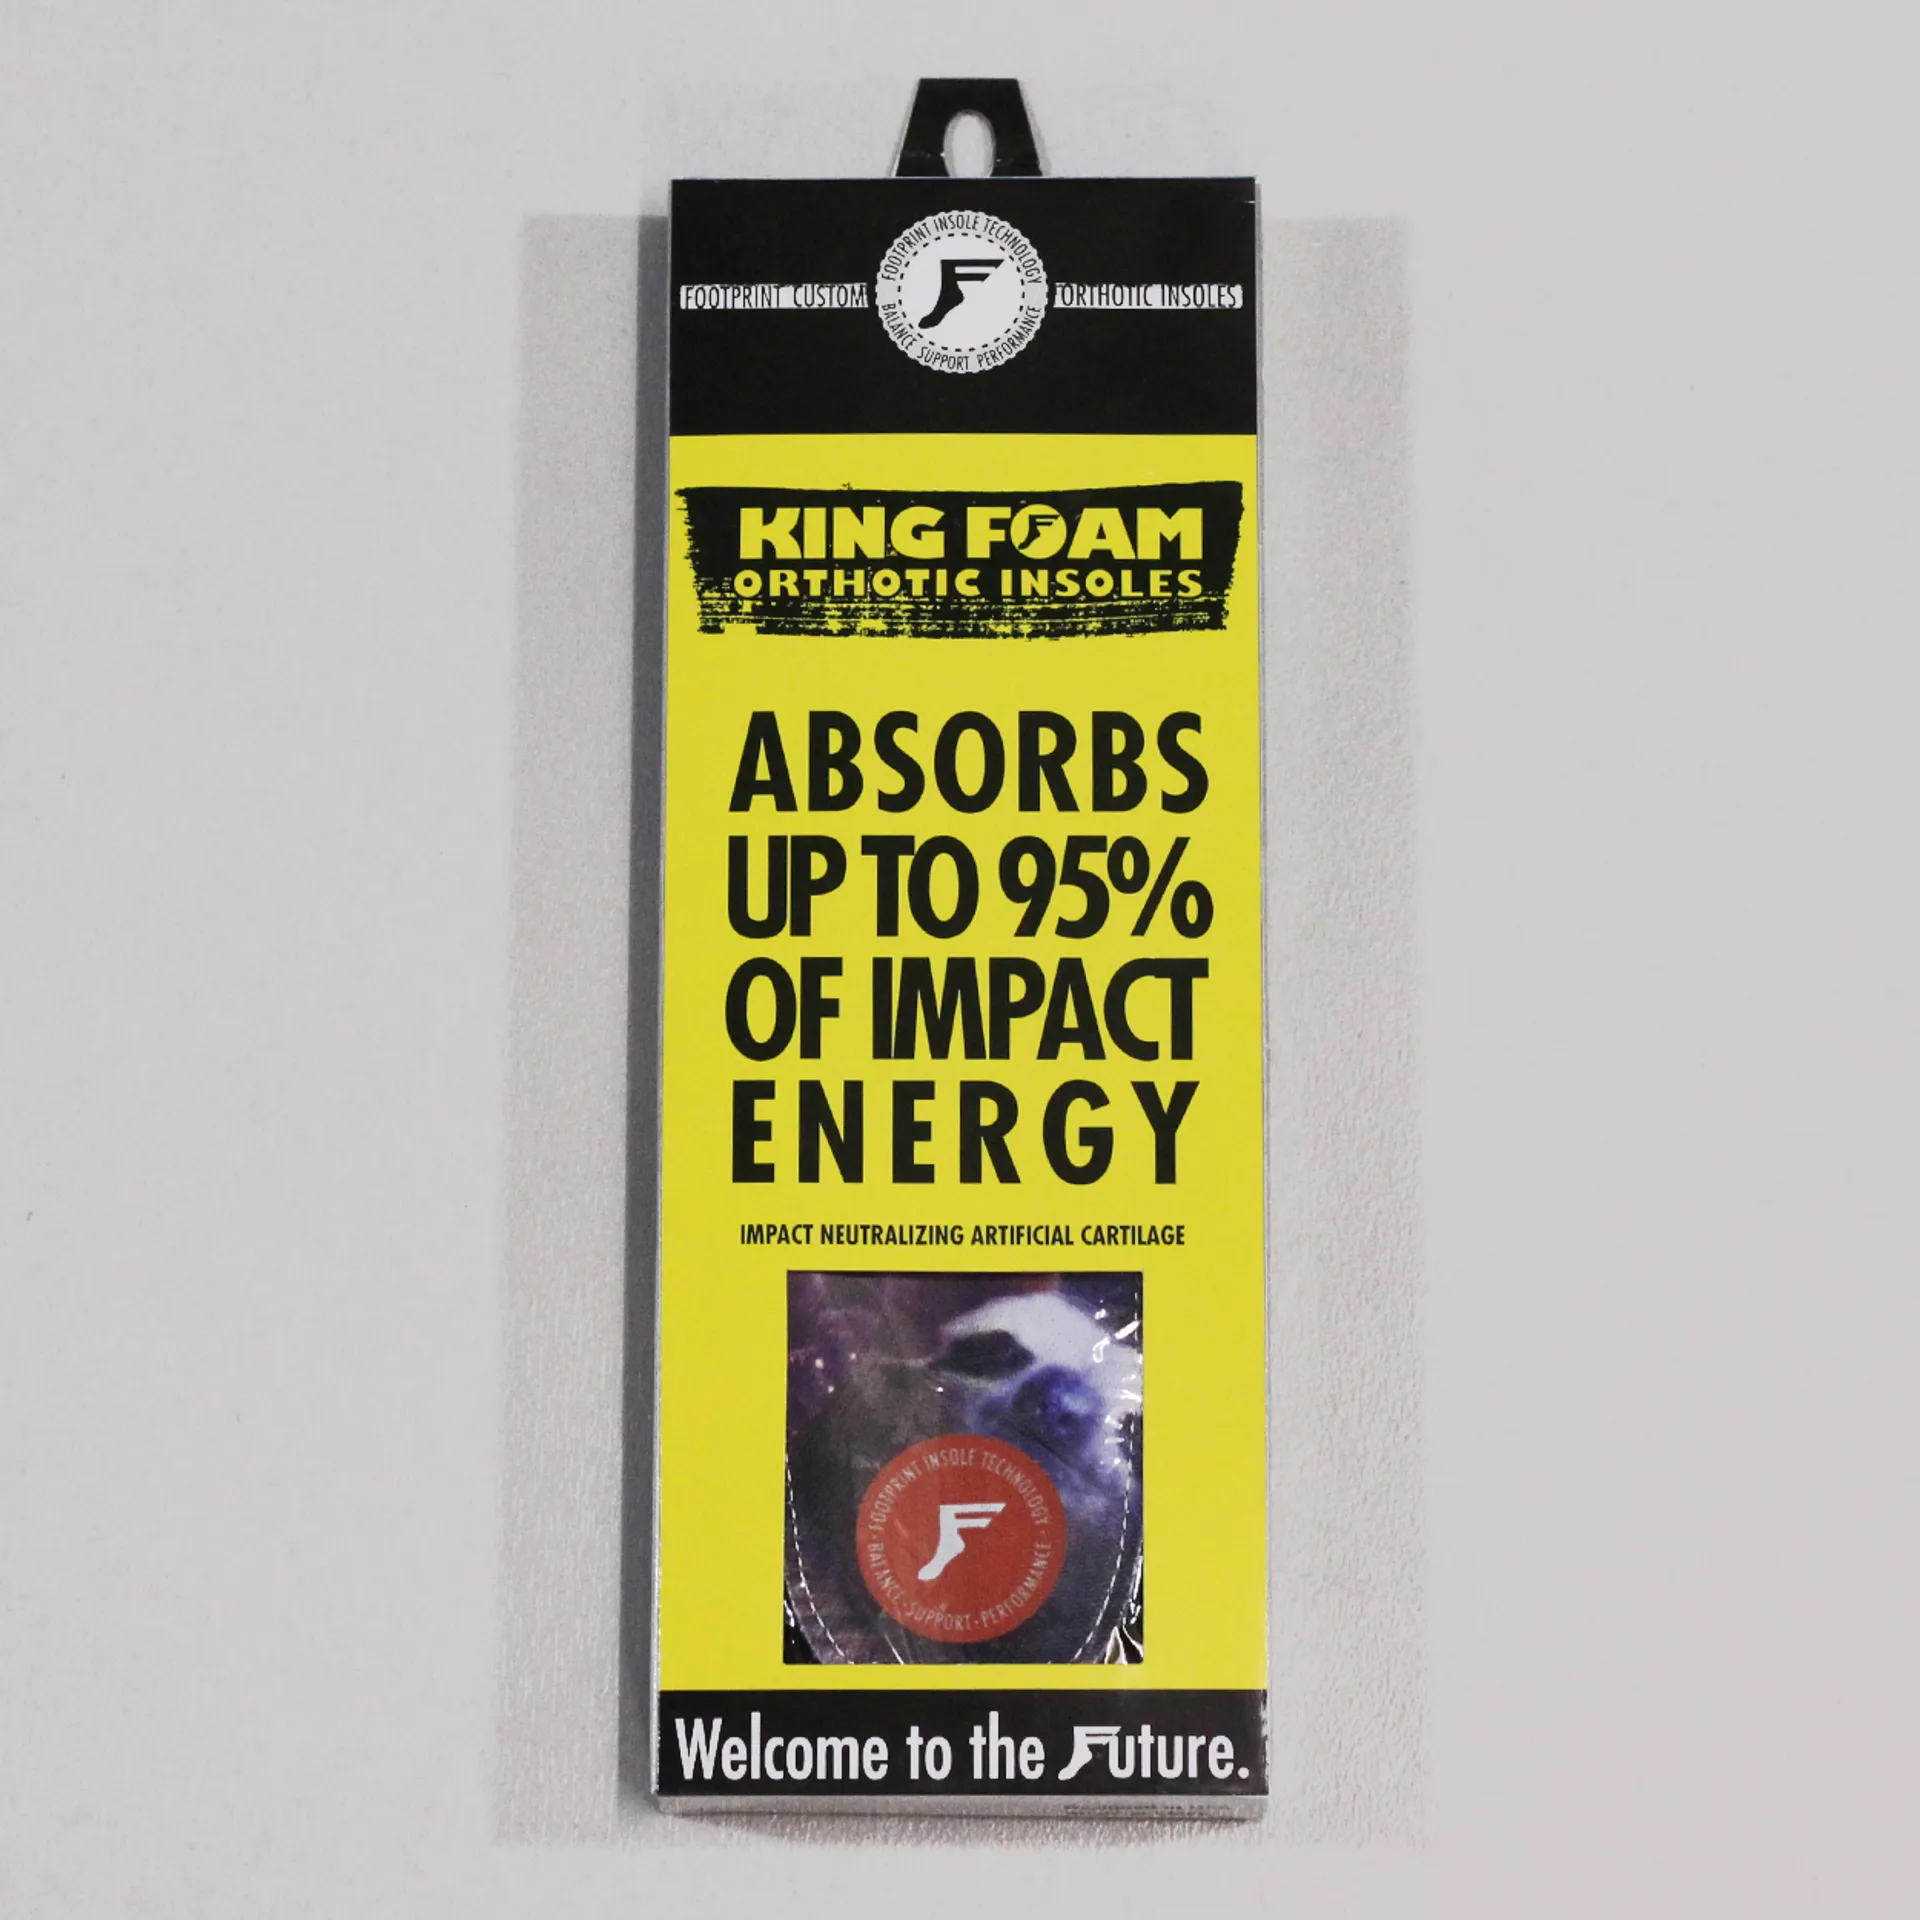 FOOTPRINT INSOLE TECHNOLOGY
FOOTPRINT CUSTOM
ORTHOTIC INSOLES
BALANCE SUPPORT PERFORMANCE
KING FOAM
ORTHOTIC INSOLES
ABSORBS
UP TO 95%
OF IMPACT
ENERGY
IMPACT NEUTRALIZING ARTIFICIAL CARTILAGE
FOOTPRINT INSOLE TECHNOLOGY
BALANCE · SUPPORT · PERFORMANCE
Welcome to the Future.